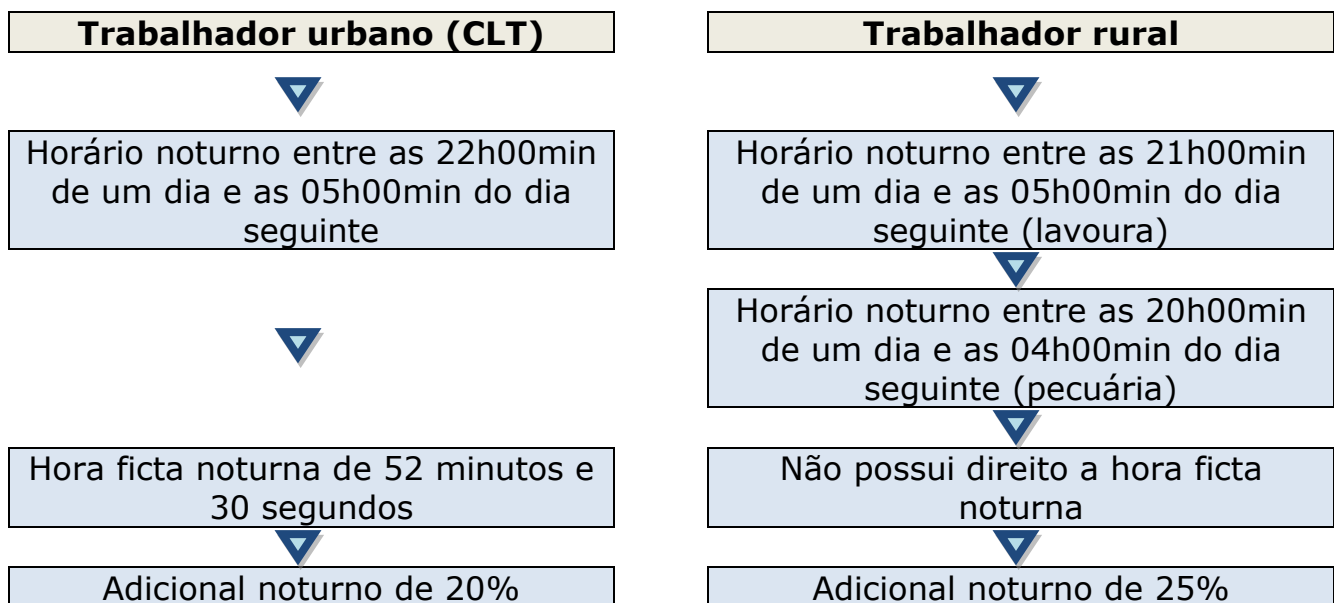 Trabalhador urbano (CLT)
Horário noturno entre as 22h00min
de um dia e as 05h00min do dia
seguinte
Hora ficta noturna de 52 minutos e
30 segundos
Adicional noturno de 20%
Trabalhador rural
Horário noturno entre as 21h00min
de um dia e as 05h00min do dia
seguinte (lavoura)
Horário noturno entre as 20h00min
de um dia e as 04h00min do dia
seguinte (pecuária)
Não possui direito a hora ficta
noturna
Adicional noturno de 25%